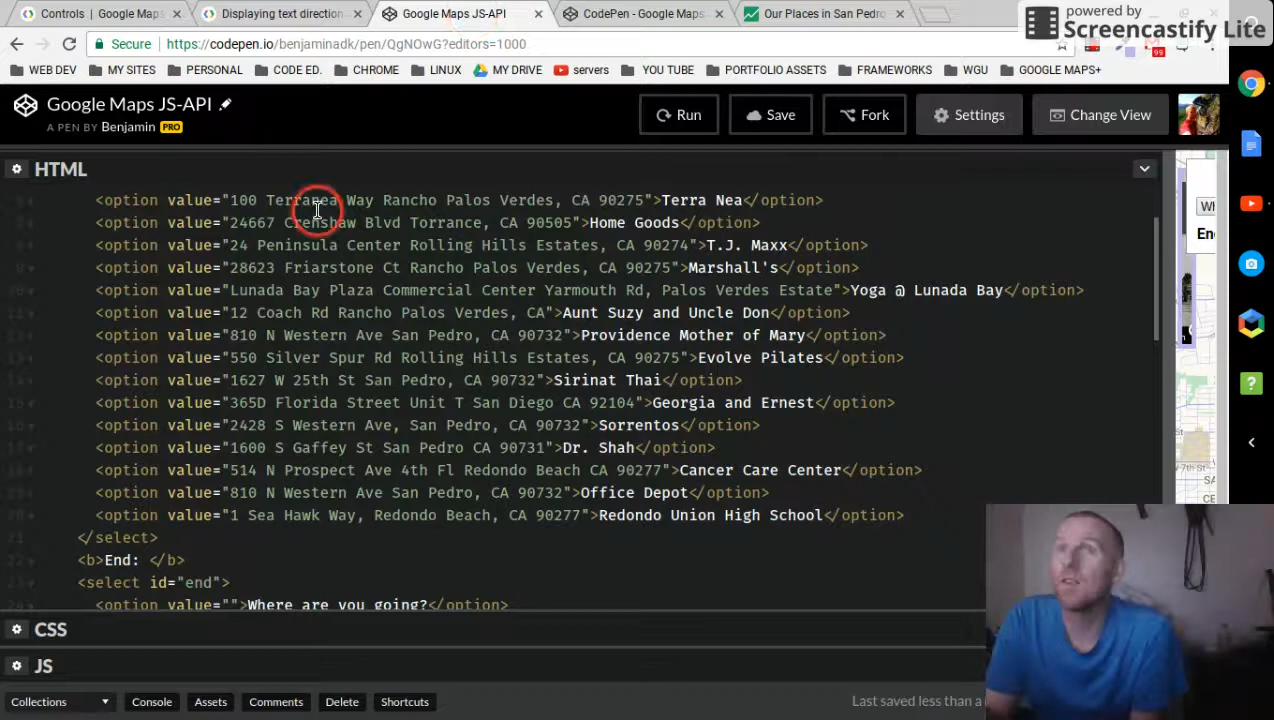 Controls | Google Maps
Displaying text direction
Google Maps JS-API
CodePen - Google Maps
Our Places in San Pedro
powered by
Screencastify Lite
Secure
https://codepen.io/benjaminadk/pen/QgNOwG?editors=1000
99
WEB DEV
MY SITES
PERSONAL
CODE ED.
CHROME
LINUX
MY DRIVE
servers
YOU TUBE
PORTFOLIO ASSETS
FRAMEWORKS
WGU
GOOGLE MAPS+
Google Maps JS-API
A PEN BY Benjamin PRO
Run
Save
Fork
Settings
Change View
HTML
<option value="100 Terranea Way Rancho Palos Verdes, CA 90275">Terra Nea</option>
<option value="24667 Crenshaw Blvd Torrance, CA 90505">Home Goods</option>
<option value="24 Peninsula Center Rolling Hills Estates, CA 90274">T.J. Maxx</option>
<option value="28623 Friarstone Ct Rancho Palos Verdes, CA 90275">Marshall's</option>
<option value="Lunada Bay Plaza Commercial Center Yarmouth Rd, Palos Verdes Estate">Yoga @ Lunada Bay</option>
<option value="12 Coach Rd Rancho Palos Verdes, CA">Aunt Suzy and Uncle Don</option>
<option value="810 N Western Ave San Pedro, CA 90732">Providence Mother of Mary</option>
<option value="550 Silver Spur Rd Rolling Hills Estates, CA 90275">Evolve Pilates</option>
<option value="1627 W 25th St San Pedro, CA 90732">Sirinat Thai</option>
<option value="365D Florida Street Unit T San Diego CA 92104">Georgia and Ernest</option>
<option value="2428 S Western Ave, San Pedro, CA 90732">Sorrentos</option>
<option value="1600 S Gaffey St San Pedro CA 90731">Dr. Shah</option>
<option value="514 N Prospect Ave 4th Fl Redondo Beach CA 90277">Cancer Care Center</option>
<option value="810 N Western Ave San Pedro, CA 90732">Office Depot</option>
<option value="1 Sea Hawk Way, Redondo Beach, CA 90277">Redondo Union High School</option>
21 </select>
22 <b>End: </b>
23 <select id="end">
<option value="">Where are you going?</option>
Wh
En
W 7th St
CSS
JS
Collections
Console
Assets
Comments
Delete
Shortcuts
Last saved less than a